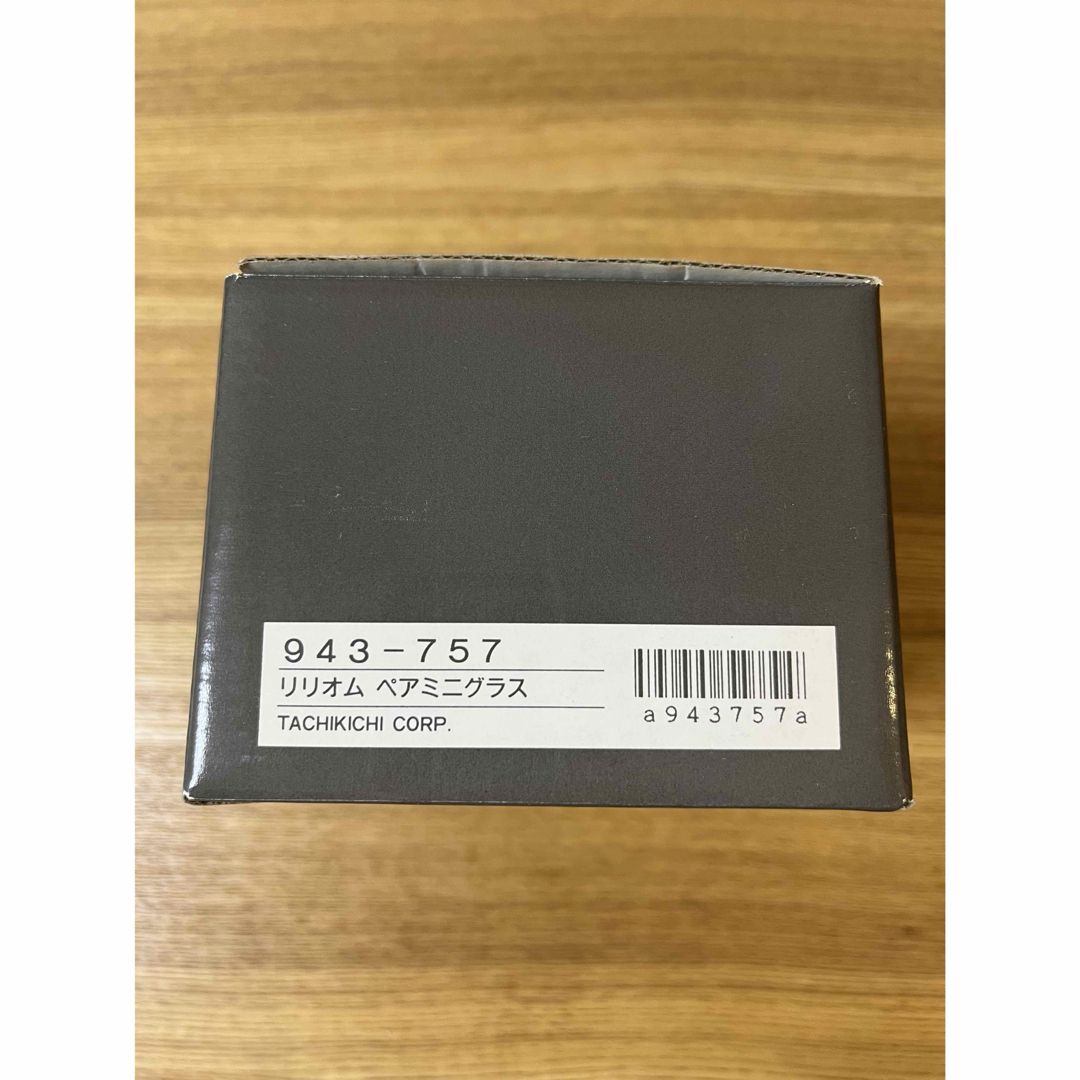 943-757
リリオム ペアミニグラス
TACHIKICHI CORP.
a943757a